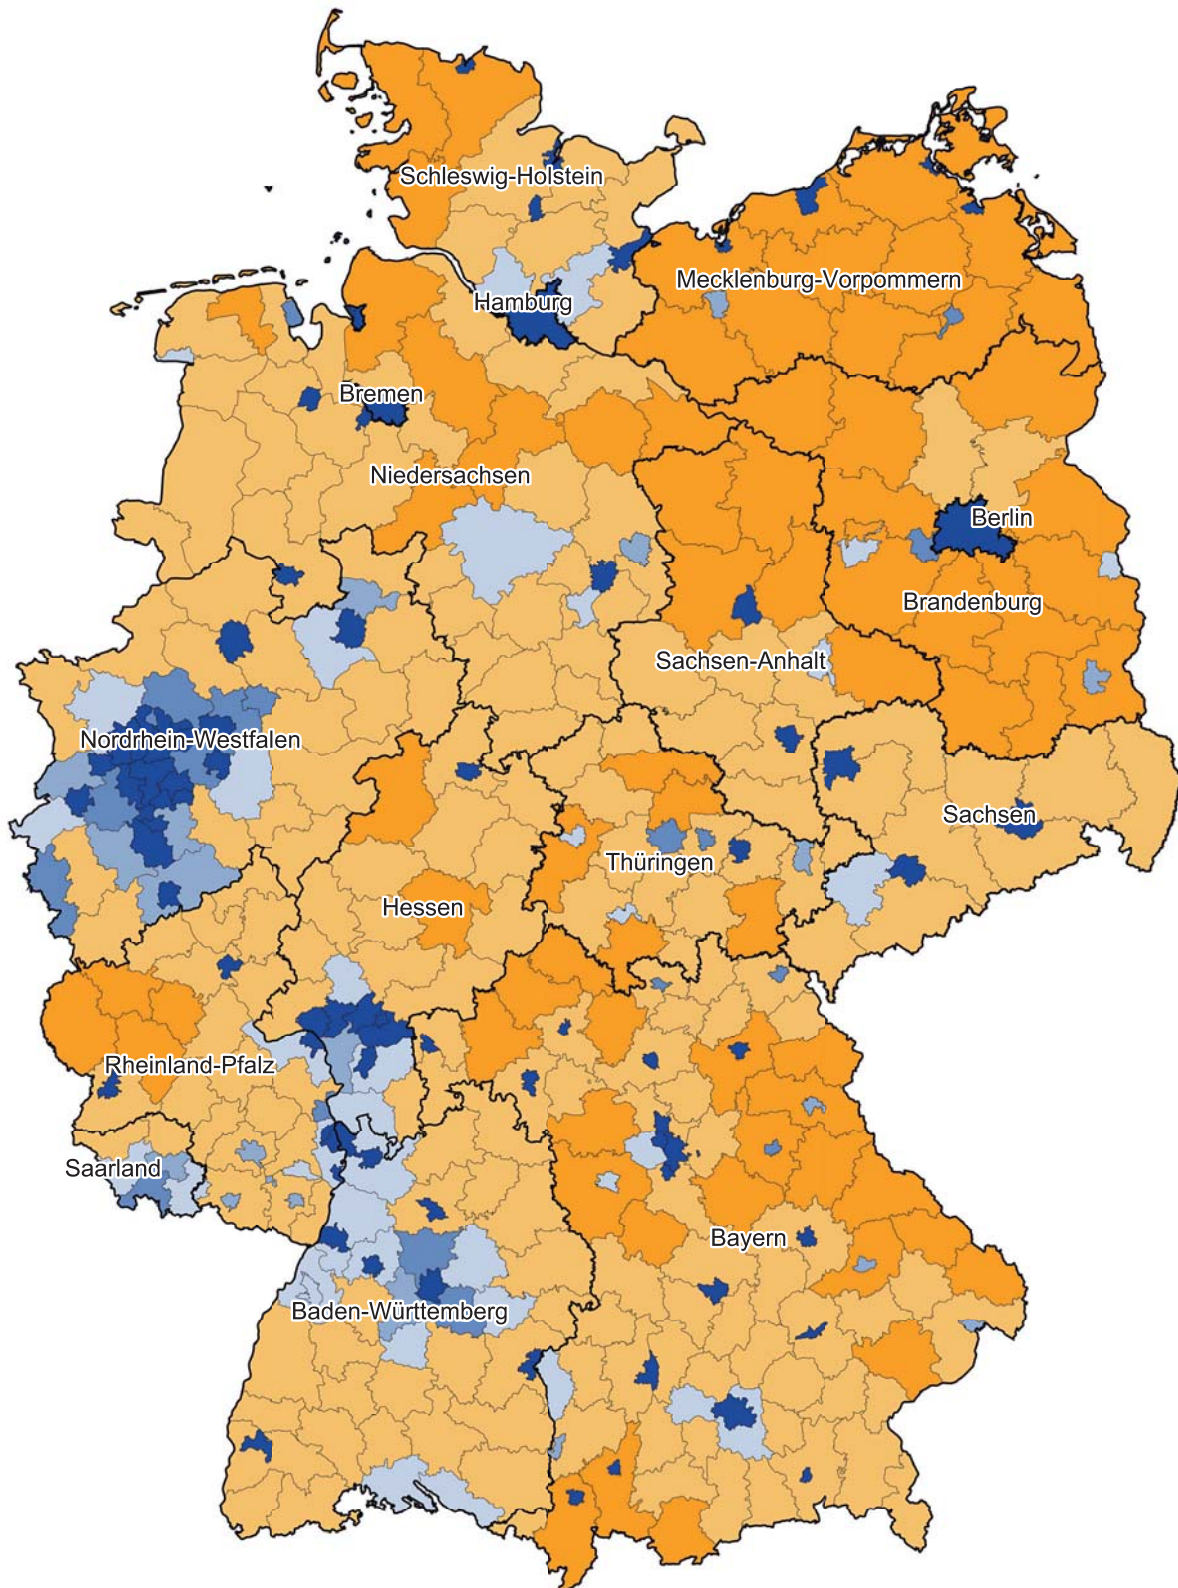 Schleswig-Holstein
Mecklenburg-Vorpommern
Hamburg
Bremen
Niedersachsen
Berlin
Brandenburg
Sachsen-Anhalt
Nordrhein-Westfalen
Sachsen
Thüringen
Hessen
Rheinland-Pfalz
Saarland
Bayern
Baden-Württemberg